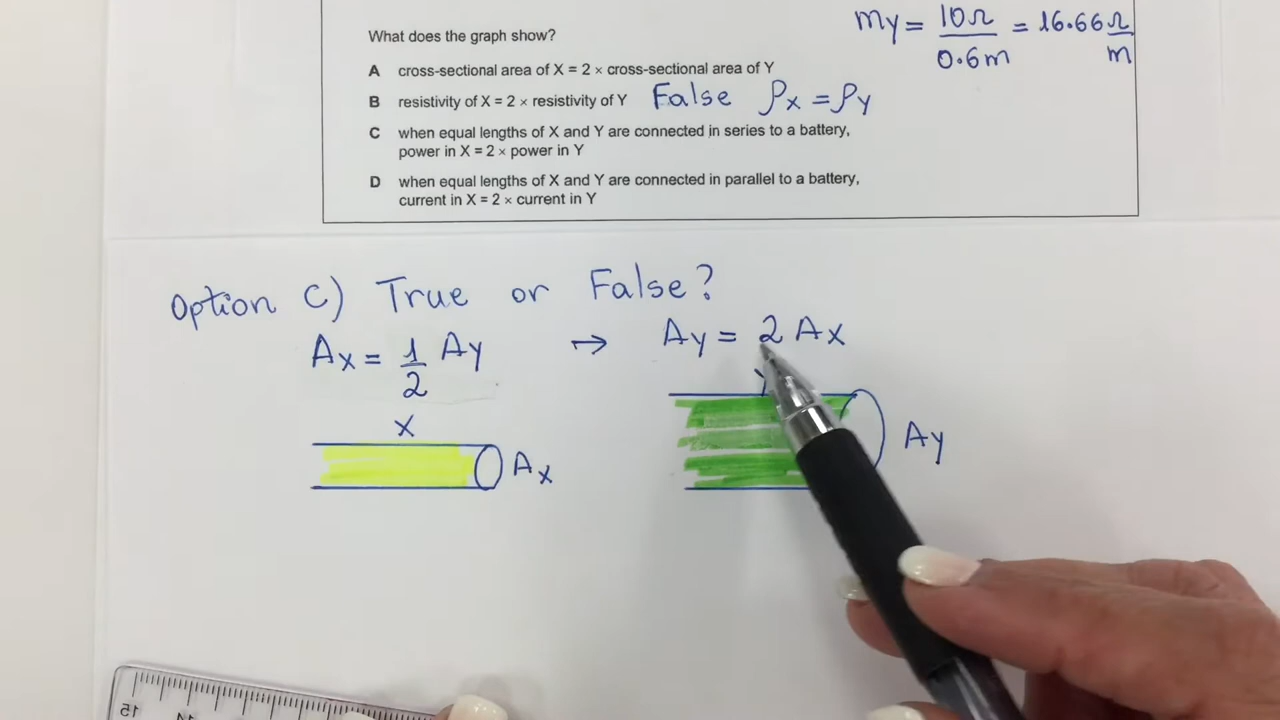 What does the graph show?
my = 10Ω / 0.6m = 16.66 Ω / m
A cross-sectional area of X = 2 × cross-sectional area of Y
B resistivity of X = 2 × resistivity of Y False ρx = ρy
C when equal lengths of X and Y are connected in series to a battery,
power in X = 2 × power in Y
D when equal lengths of X and Y are connected in parallel to a battery,
current in X = 2 × current in Y
Option C) True or False?
Ax = 1/2 Ay → Ay = 2 Ax
X
Ax
Ay
15